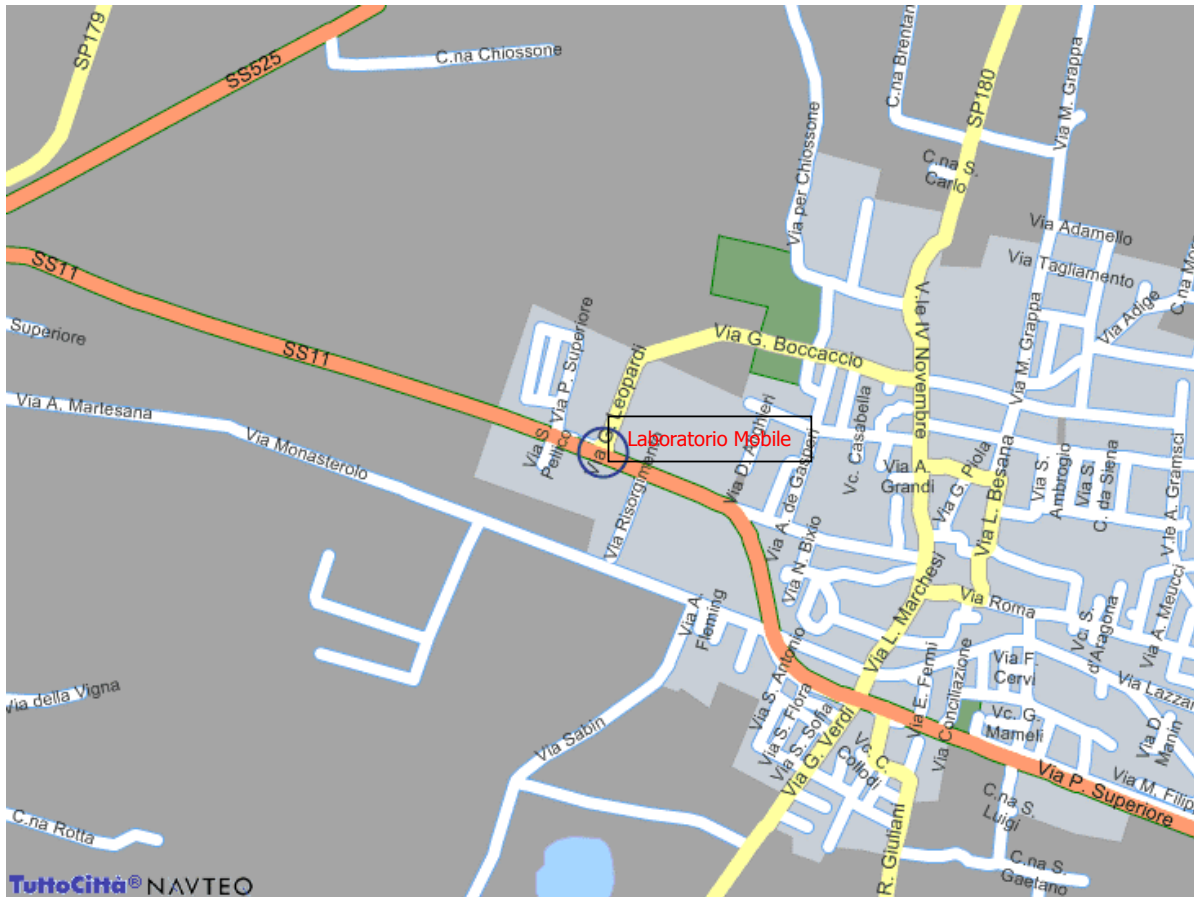 SP179
SS525
C.na Chiossone
C.na Brentan
Via M. Grappa
SP180
Via per Chiossone
C.na S.
Carlo
Via Adamello
Via Tagliamento
C.na Mo
SS11
Superiore
SS11
Via P. Superiore
Via G. Leopardi
Via G. Boccaccio
V.le IV Novembre
Via M. Grappa
Via Adige
Via A. Martesana
Via Monasterolo
Via S.
Pellico
Laboratorio Mobile
Via Risorgimento
Via D. Alighieri
Via A. de Gasperi
Vc. Casabella
Via A.
Grandi
Via G. Piola
Via L. Besana
Via S.
Ambrogio
Via S.
C. da Siena
V.le A. Gramsci
Via N. Bixio
Via A.
Fleming
Via L. Marchesi
Via Roma
Vc. S.
d'Aragona
Via A. Meucci
Via S. Antonio
Via E. Fermi
Via Conciliazione
Via F.
Cervi
Via Lazzar
Via della Vigna
Via S. Flora
Via S. Sofia
Via G. Verdi
Vc. C.
Collodi
Vc. G.
Mameli
Via D.
Manin
Via Sabin
Via P. Superiore
Via M. Filip
C.na S.
Luigi
C.na Rotta
R. Giuliani
C.na S.
Gaetano
TuttoCittà® NAVTEQ